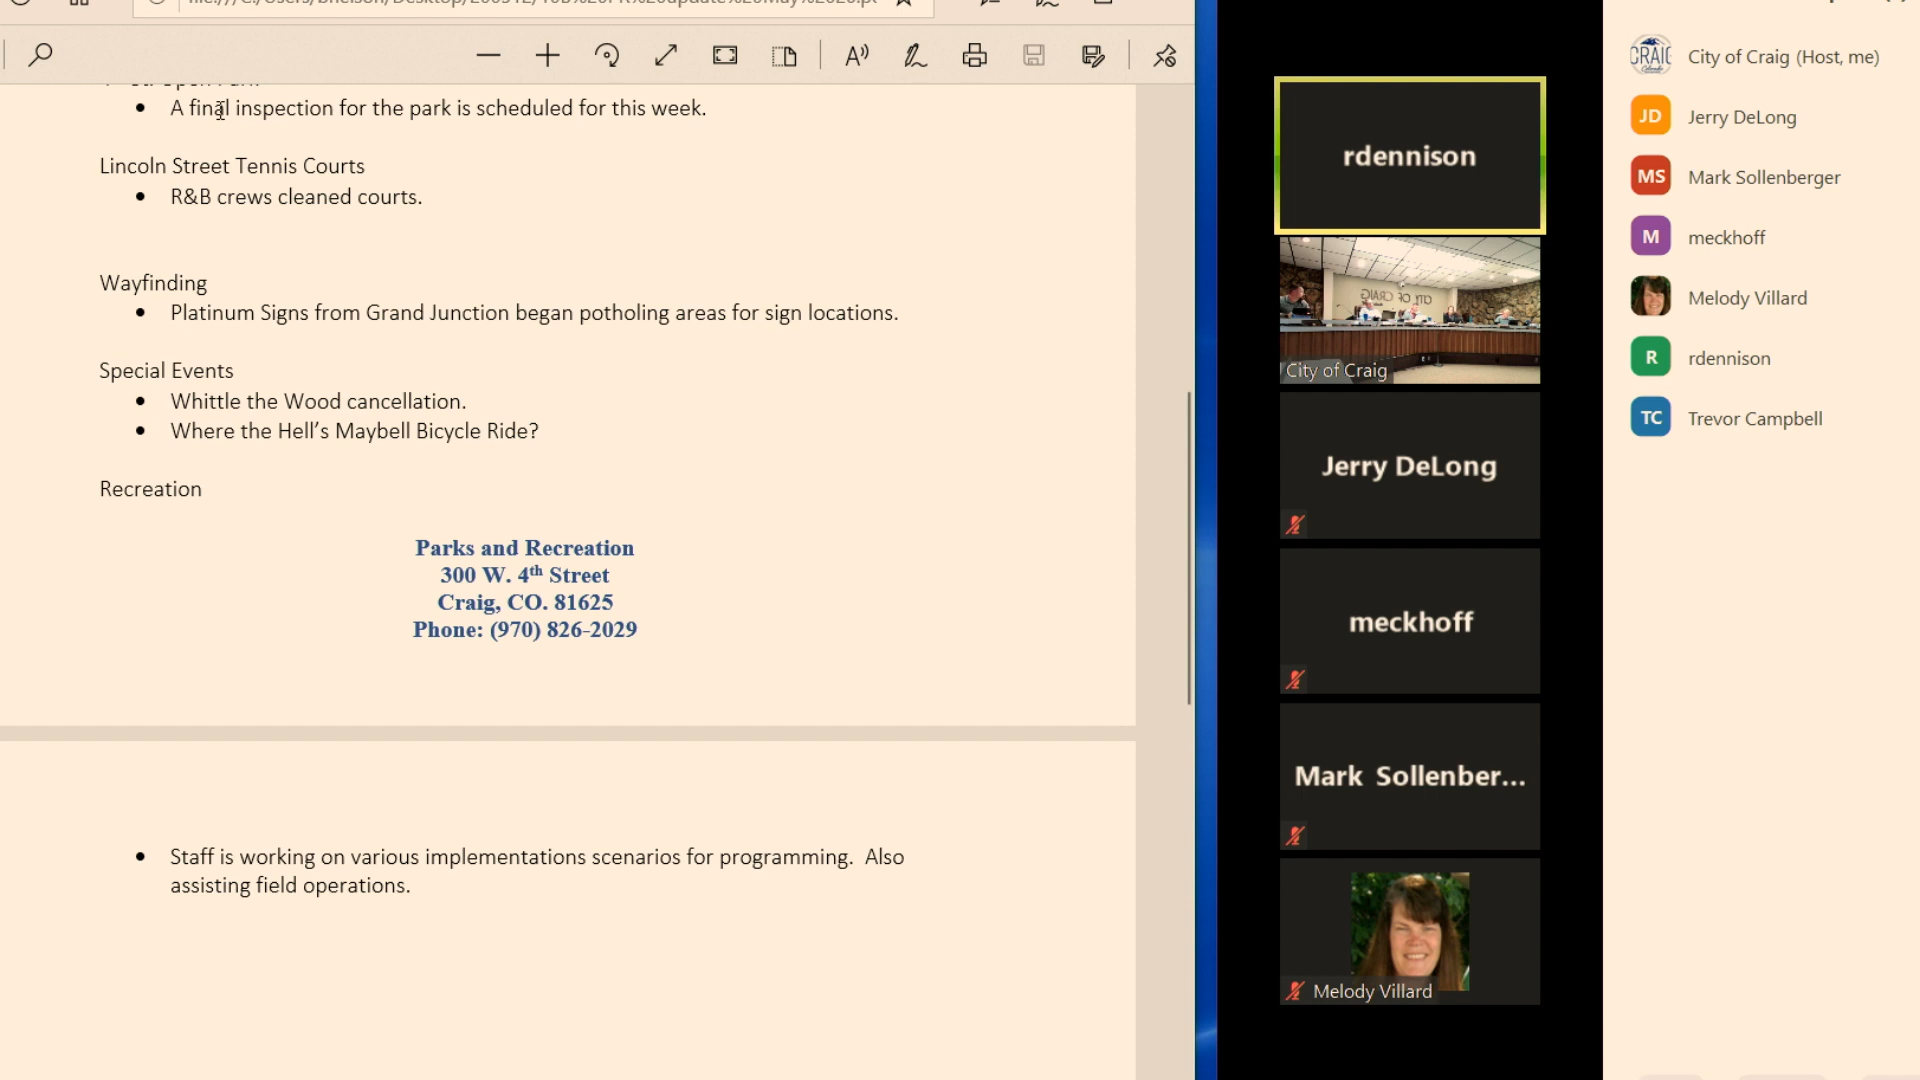 A final inspection for the park is scheduled for this week.
Lincoln Street Tennis Courts
R&B crews cleaned courts.
Wayfinding
Platinum Signs from Grand Junction began potholing areas for sign locations.
Special Events
Whittle the Wood cancellation.
Where the Hell’s Maybell Bicycle Ride?
Recreation
Parks and Recreation
300 W. 4th Street
Craig, CO. 81625
Phone: (970) 826-2029
Staff is working on various implementations scenarios for programming. Also
assisting field operations.
rdennison
CITY OF CRAIG
City of Craig
Jerry DeLong
meckhoff
Mark Sollenber...
Melody Villard
CRAIG
City of Craig (Host, me)
JD
Jerry DeLong
MS
Mark Sollenberger
M
meckhoff
Melody Villard
R
rdennison
TC
Trevor Campbell